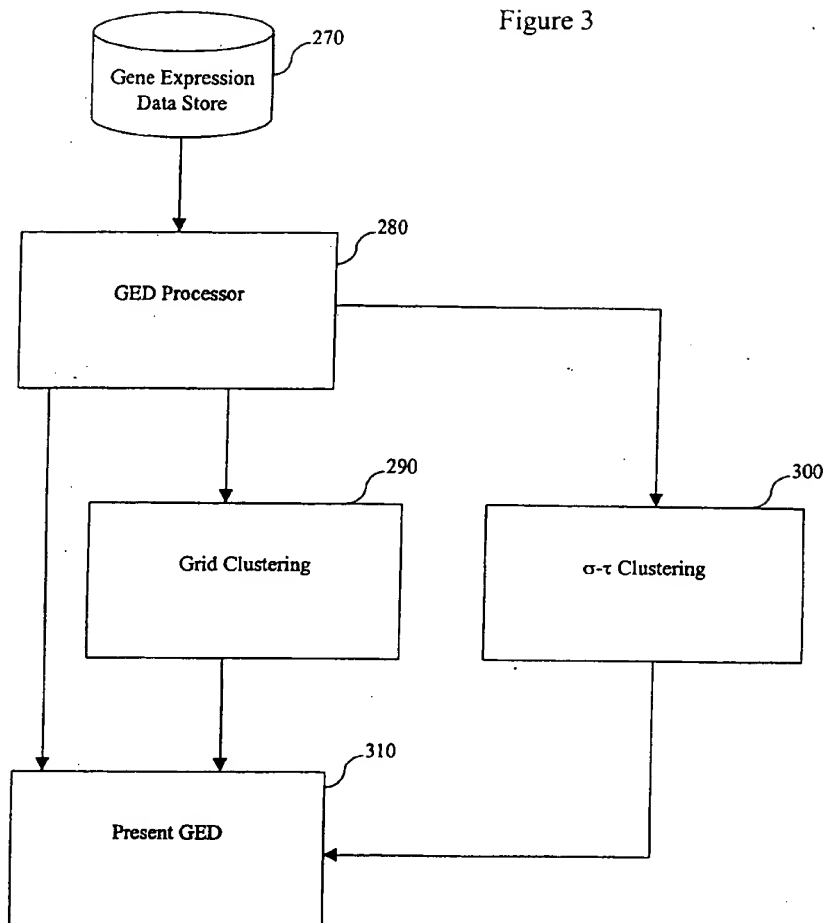 Figure 3
270
Gene Expression
Data Store
280
GED Processor
290
Grid Clustering
300
σ-τ Clustering
310
Present GED